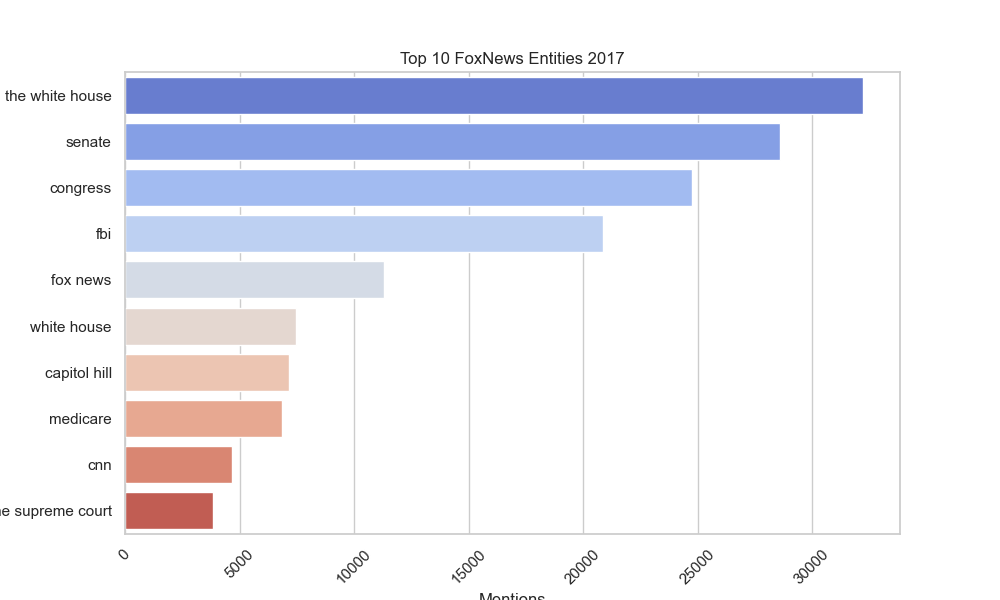 Top 10 FoxNews Entities 2017
the white house
senate
congress
fbi
fox news
white house
capitol hill
medicare
cnn
supreme court
0
5000
10000
15000
20000
25000
30000
Mentions